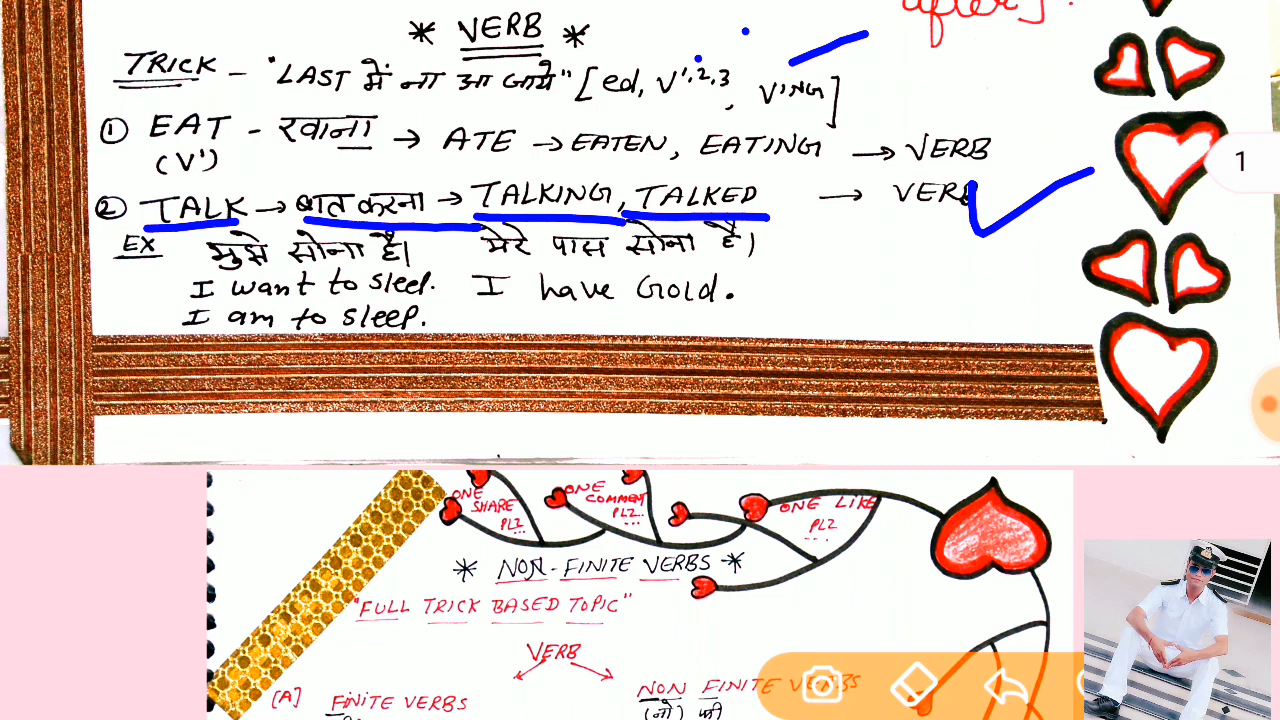 after].
* VERB *
TRICK - "LAST में ना आ जाये" [ed, V1,2,3, V'ING]
① EAT - खाना → ATE → EATEN, EATING → VERB
(V')
② TALK → बात करना → TALKING, TALKED → VERB
EX मुझे सोना है। मेरे पास सोना है।
I want to sleep. I have Gold.
I am to sleep.
1
ONE SHARE PLZ
ONE COMMENT PLZ...
ONE LIKE PLZ...
* NON-FINITE VERBS *
"FULL TRICK BASED TOPIC"
VERB
[A] FINITE VERBS
NON FINITE VERBS
(नो) की